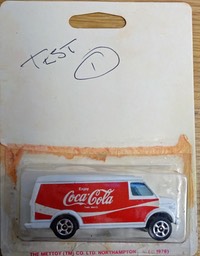 TEST
1
Enjoy
Coca-Cola
THE METTOY (TM) CO. LTD. NORTHAMPTON